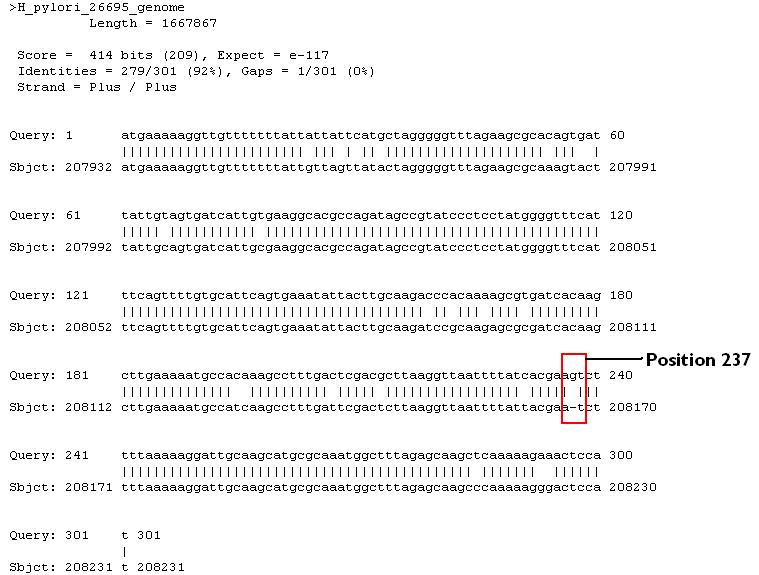 >H_pylori_26695_genome
Length = 1667867
Score = 414 bits (209), Expect = e-117
Identities = 279/301 (92%), Gaps = 1/301 (0%)
Strand = Plus / Plus
Query: 1 atgaaaaaggttgtttttttattattattcatgctagggggtttagaagcgcacagtgat 60
||||||||||||||||||||||| ||| | || |||||||||||||||||||| |||  |
Sbjct: 207932 atgaaaaaggttgtttttttattgttagttatactagggggtttagaagcgcaaagtact 207991
Query: 61 tattgtagtgatcattgtgaaggcacgccagatagccgtatccctcctatggggtttcat 120
||||| ||||||||||| ||||||||||||||||||||||||||||||||||||||||||
Sbjct: 207992 tattgcagtgatcattgcgaaggcacgccagatagccgtatccctcctatggggtttcat 208051
Query: 121 ttcagttttgtgcattcagtgaaatattacttgcaagacccacaaaagcgtgatcacaag 180
|||||||||||||||||||||||||||||||||||||| || ||| |||| |||||||||
Sbjct: 208052 ttcagttttgtgcattcagtgaaatattacttgcaagatccgcaagagcgcgatcacaag 208111
Position 237
Query: 181 cttgaaaaatgccacaaagcctttgactcgacgcttaaggttaattttatcacgaagtct 240
||||||||||||||  |||||||||| ||||| ||||||||||||||||| ||||| |||
Sbjct: 208112 cttgaaaaatgccatcaagcctttgattcgactcttaaggttaattttattacgaa-tct 208170
Query: 241 tttaaaaaggattgcaagcatgcgcaaatggctttagagcaagctcaaaaagaaactcca 300
|||||||||||||||||||||||||||||||||||||||||||| |||||||  ||||||
Sbjct: 208171 tttaaaaaggattgcaagcatgcgcaaatggctttagagcaagcccaaaaagggactcca 208230
Query: 301 t 301
|
Sbjct: 208231 t 208231